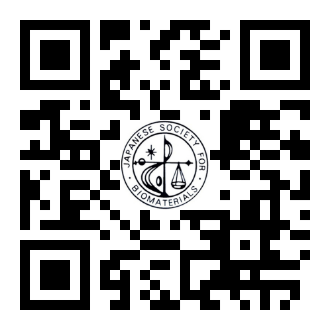 JAPANESE SOCIETY FOR
BIOMATERIALS